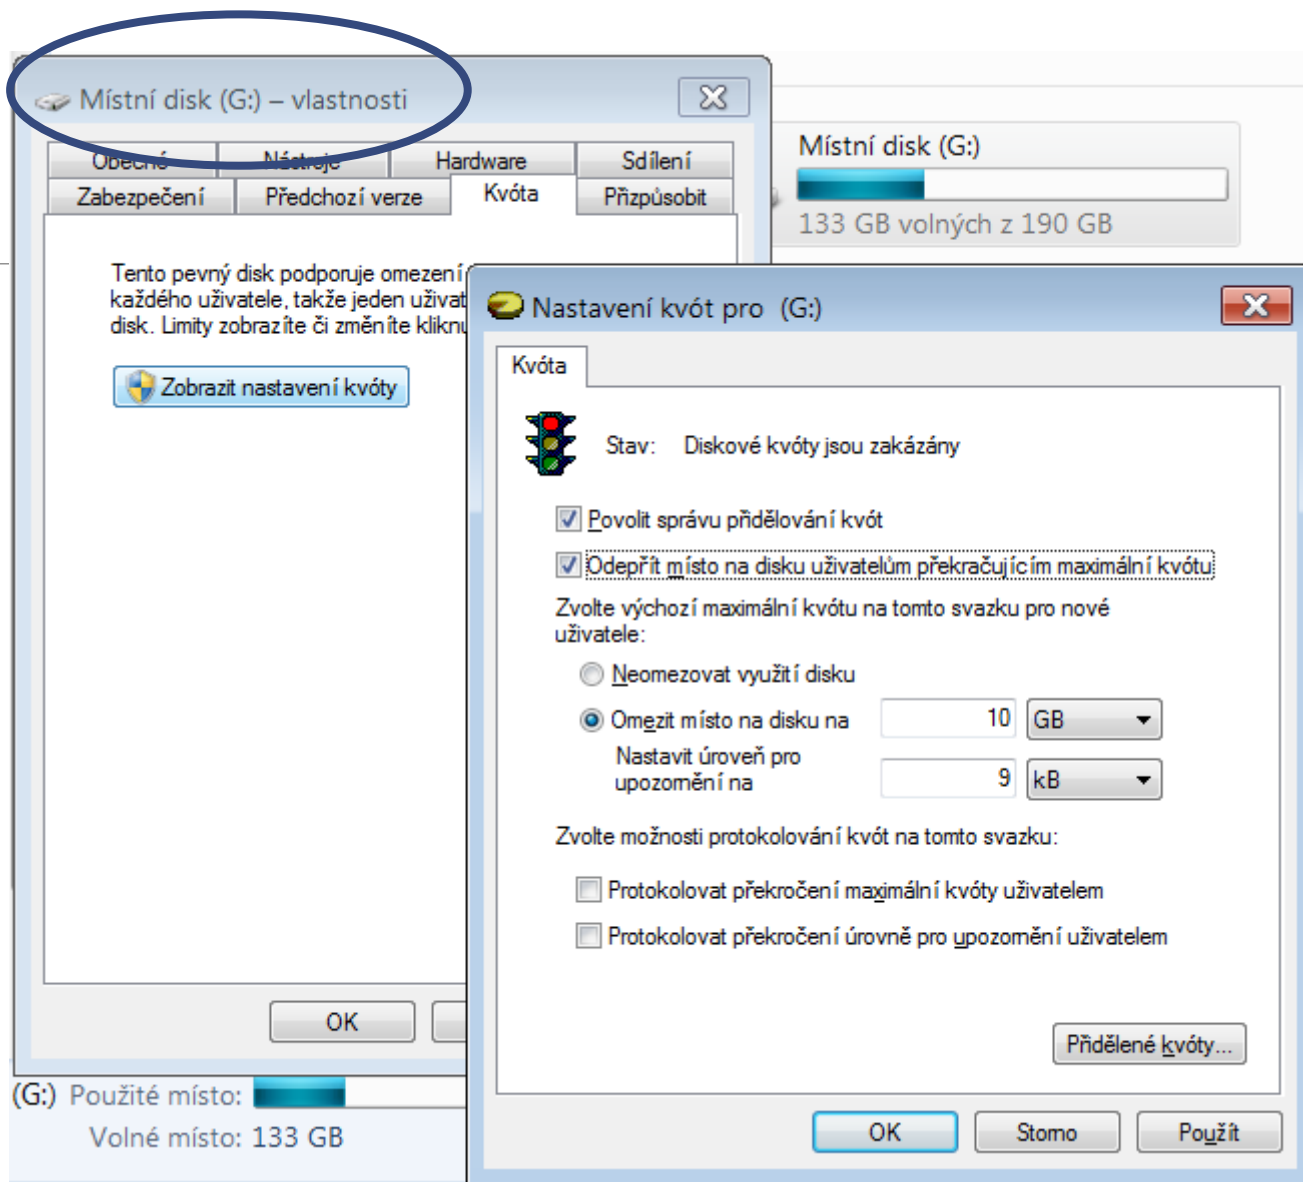 Místní disk (G:) – vlastnosti
Obecné Nástroje Hardware Sdílení
Zabezpečení Předchozí verze Kvóta Přizpůsobit
Tento pevný disk podporuje omezení
každého uživatele, takže jeden uživat
disk. Limity zobrazíte či změníte kliknu
Zobrazit nastavení kvóty
OK
(G:) Použité místo:
Volné místo: 133 GB
Místní disk (G:)
133 GB volných z 190 GB
Nastavení kvót pro (G:)
Kvóta
Stav: Diskové kvóty jsou zakázány
Povolit správu přidělování kvót
Odepřít místo na disku uživatelům překračujícím maximální kvótu
Zvolte výchozí maximální kvótu na tomto svazku pro nové
uživatele:
Neomezovat využití disku
Omezit místo na disku na 10 GB
Nastavit úroveň pro
upozornění na 9 kB
Zvolte možnosti protokolování kvót na tomto svazku:
Protokolovat překročení maximální kvóty uživatelem
Protokolovat překročení úrovně pro upozornění uživatelem
Přidělené kvóty...
OK Storno Použít